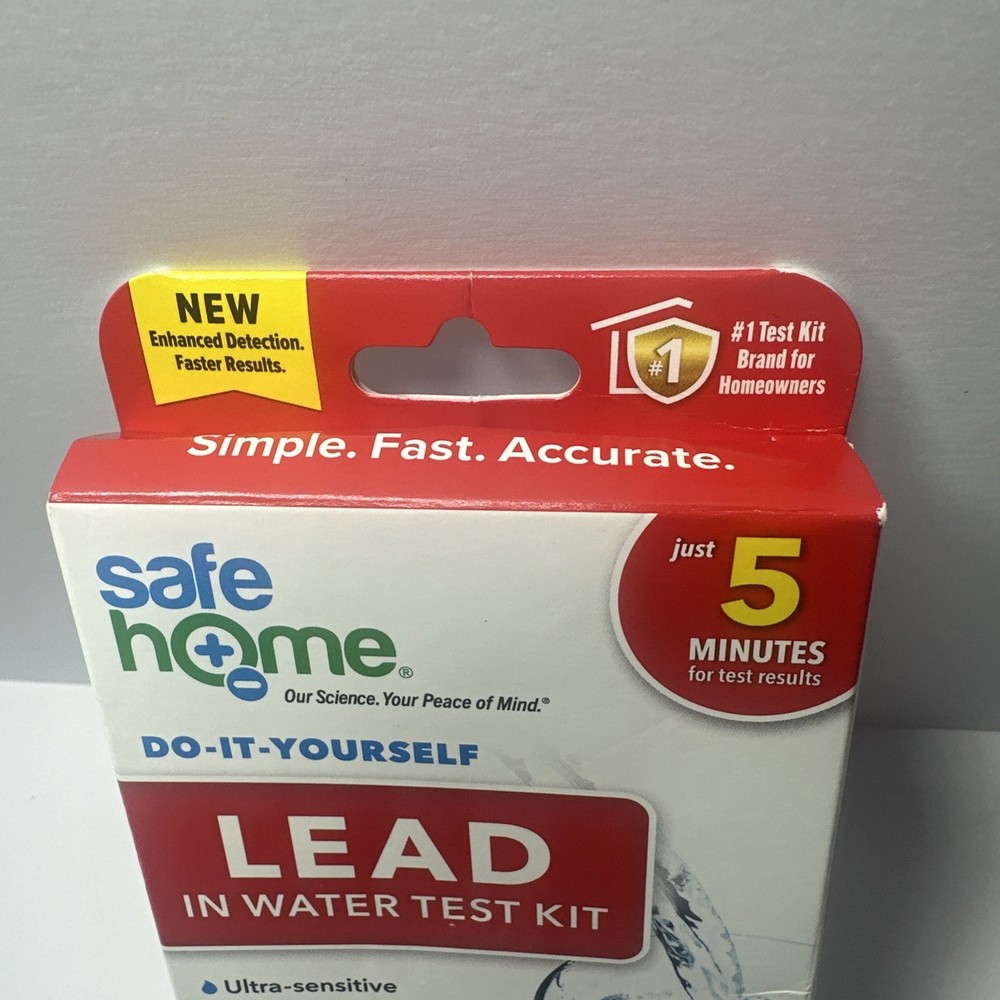 NEW
Enhanced Detection.
Faster Results.
#1
#1 Test Kit
Brand for
Homeowners
Simple. Fast. Accurate.
safe
home®
Our Science. Your Peace of Mind.®
just 5
MINUTES
for test results
DO-IT-YOURSELF
LEAD
IN WATER TEST KIT
Ultra-sensitive